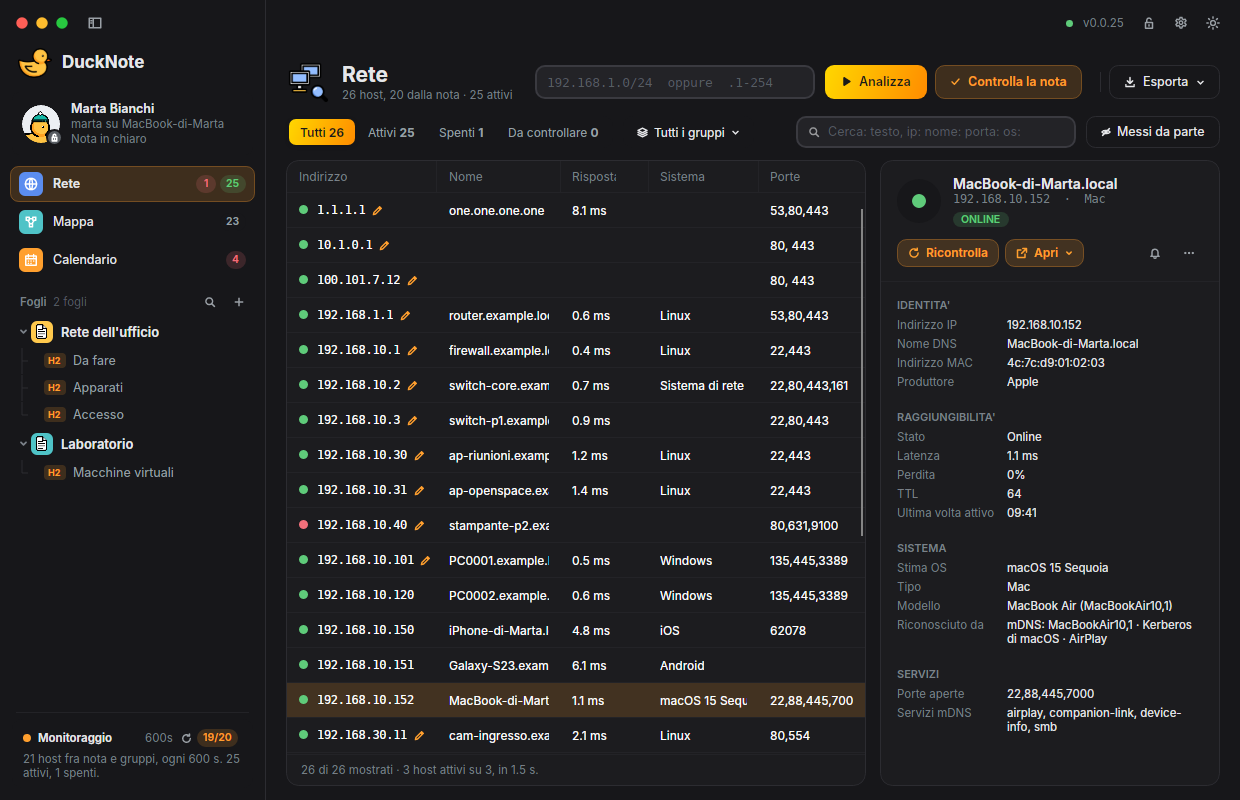 v0.0.25
DuckNote
Marta Bianchi
marta su MacBook-di-Marta
Nota in chiaro
Rete 1 25
Mappa 23
Calendario 4
Fogli 2 fogli
Rete dell'ufficio
H2 Da fare
H2 Apparati
H2 Accesso
Laboratorio
H2 Macchine virtuali
Monitoraggio 600s 19/20
21 host fra nota e gruppi, ogni 600 s. 25
attivi, 1 spenti.
Rete
26 host, 20 dalla nota · 25 attivi
192.168.1.0/24 oppure .1-254
Analizza
Controlla la nota
Esporta
Tutti 26 Attivi 25 Spenti 1 Da controllare 0 Tutti i gruppi
Cerca: testo, ip: nome: porta: os:
Messi da parte
Indirizzo Nome Rispost Sistema Porte
1.1.1.1 one.one.one.one 8.1 ms 53,80,443
10.1.0.1 80, 443
100.101.7.12 80, 443
192.168.1.1 router.example.lo 0.6 ms Linux 53,80,443
192.168.10.1 firewall.example.l 0.4 ms Linux 22,443
192.168.10.2 switch-core.exam 0.7 ms Sistema di rete 22,80,443,161
192.168.10.3 switch-p1.exampl 0.9 ms 22,80,443
192.168.10.30 ap-riunioni.examp 1.2 ms Linux 22,443
192.168.10.31 ap-openspace.ex 1.4 ms Linux 22,443
192.168.10.40 stampante-p2.exa 80,631,9100
192.168.10.101 PC0001.example. 0.5 ms Windows 135,445,3389
192.168.10.120 PC0002.example. 0.6 ms Windows 135,445,3389
192.168.10.150 iPhone-di-Marta.l 4.8 ms iOS 62078
192.168.10.151 Galaxy-S23.exam 6.1 ms Android
192.168.10.152 MacBook-di-Mart 1.1 ms macOS 15 Sequ 22,88,445,700
192.168.30.11 cam-ingresso.exa 2.1 ms Linux 80,554
26 di 26 mostrati · 3 host attivi su 3, in 1.5 s.
MacBook-di-Marta.local
192.168.10.152 · Mac
ONLINE
Ricontrolla Apri
IDENTITA'
Indirizzo IP 192.168.10.152
Nome DNS MacBook-di-Marta.local
Indirizzo MAC 4c:7c:d9:01:02:03
Produttore Apple
RAGGIUNGIBILITA'
Stato Online
Latenza 1.1 ms
Perdita 0%
TTL 64
Ultima volta attivo 09:41
SISTEMA
Stima OS macOS 15 Sequoia
Tipo Mac
Modello MacBook Air (MacBookAir10,1)
Riconosciuto da mDNS: MacBookAir10,1 · Kerberos
di macOS · AirPlay
SERVIZI
Porte aperte 22,88,445,7000
Servizi mDNS airplay, companion-link, device-
info, smb